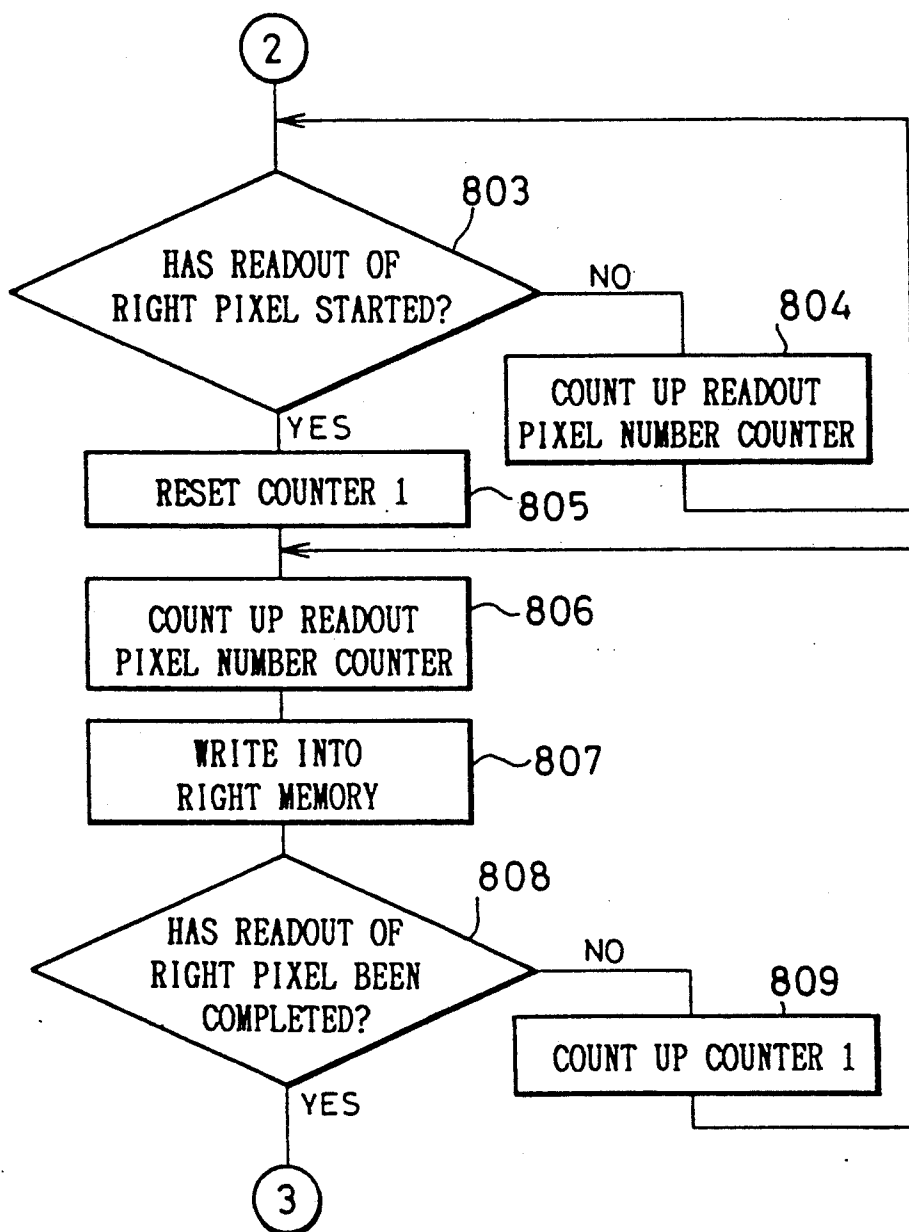 2
803
HAS READOUT OF
RIGHT PIXEL STARTED?
NO
804
COUNT UP READOUT
PIXEL NUMBER COUNTER
YES
RESET COUNTER 1
805
COUNT UP READOUT
PIXEL NUMBER COUNTER
806
WRITE INTO
RIGHT MEMORY
807
808
HAS READOUT OF
RIGHT PIXEL BEEN
COMPLETED?
NO
809
COUNT UP COUNTER 1
YES
3